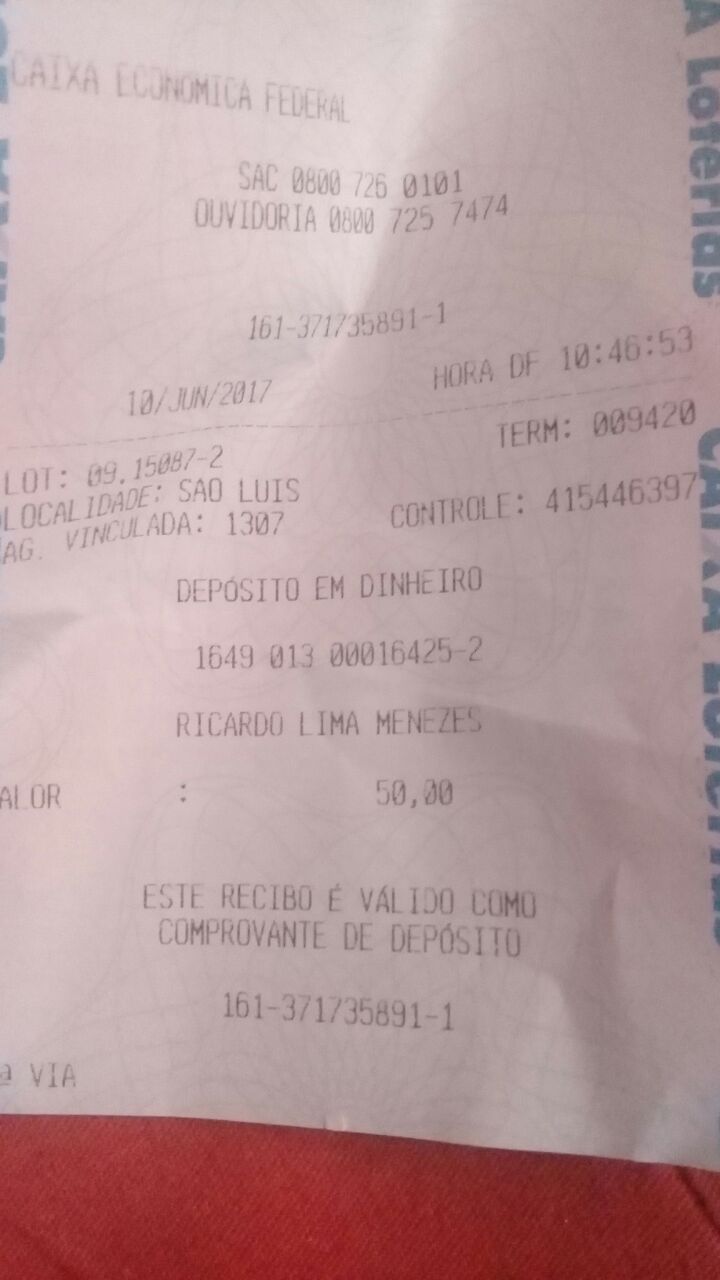 CAIXA ECONOMICA FEDERAL
SAC 0800 726 0101
OUVIDORIA 0800 725 7474
161-371735891-1
10/JUN/2017 HORA DF 10:46:53
LOT: 09.15087-2 TERM: 009420
LOCALIDADE: SAO LUIS
AG. VINCULADA: 1307 CONTROLE: 415446397
DEPÓSITO EM DINHEIRO
1649 013 00016425-2
RICARDO LIMA MENEZES
ALOR : 50,00
ESTE RECIBO É VÁLIDO COMO
COMPROVANTE DE DEPÓSITO
161-371735891-1
ª VIA
A Loterias
CAIXA LOTERIAS